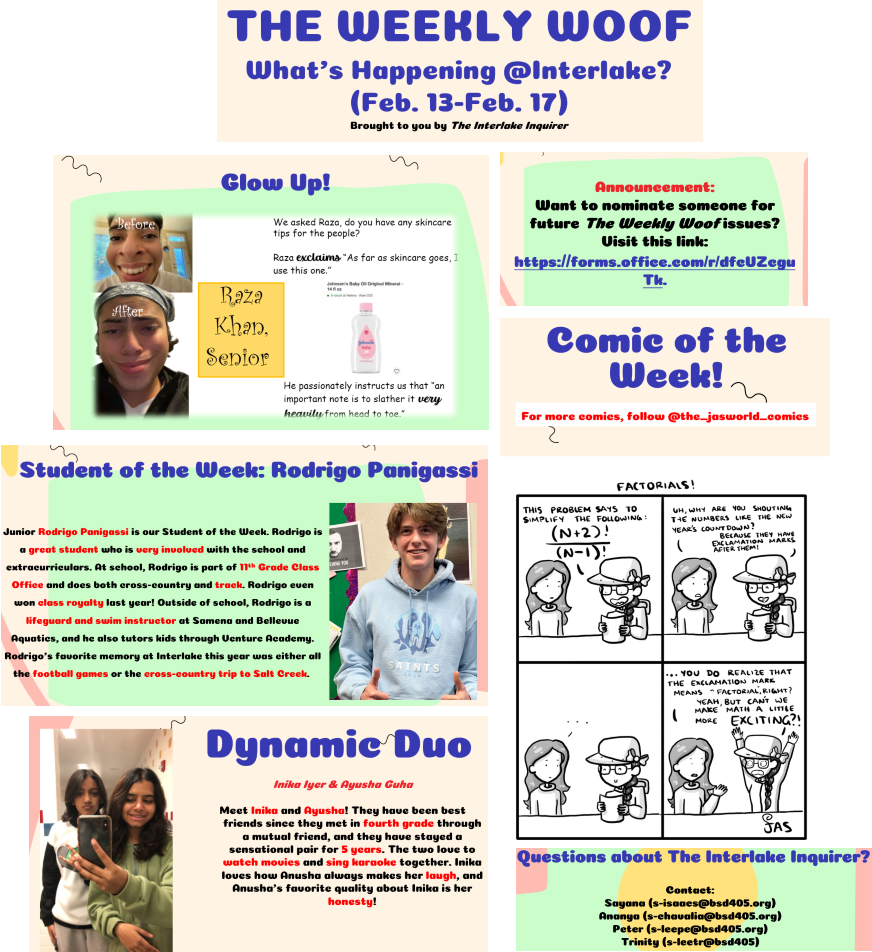 THE WEEKLY WOOF
What's Happening @Interlake?
(Feb. 13-Feb. 17)
Brought to you by The Interlake Inquirer
Glow Up!
Before
After
Raza
Khan,
Senior
We asked Raza, do you have any skincare
tips for the people?
Raza exclaims "As far as skincare goes, I
use this one."
Johnson's Baby Oil Original Mineral -
14 fl oz
He passionately instructs us that "an
important note is to slather it very
heavily from head to toe."
Announcement:
Want to nominate someone for
future The Weekly Woof issues?
Visit this link:
https://forms.office.com/r/dfcUZcgu
Tk.
Comic of the
Week!
For more comics, follow @the_jasworld_comics
Student of the Week: Rodrigo Panigassi
Junior Rodrigo Panigassi is our Student of the Week. Rodrigo is
a great student who is very involved with the school and
extracurriculars. At school, Rodrigo is part of 11th Grade Class
Office and does both cross-country and track. Rodrigo even
won class royalty last year! Outside of school, Rodrigo is a
lifeguard and swim instructor at Samena and Bellevue
Aquatics, and he also tutors kids through Venture Academy.
Rodrigo's favorite memory at Interlake this year was either all
the football games or the cross-country trip to Salt Creek.
SAINTS
FACTORIALS!
THIS PROBLEM SAYS TO
SIMPLIFY THE FOLLOWING:
(N+2)!
(N-1)!
UH, WHY ARE YOU SHOUTING
THE NUMBERS LIKE THE NEW
YEAR'S COUNTDOWN?
BECAUSE THEY HAVE
EXCLAMATION MARKS
AFTER THEM!
...
...YOU DO REALIZE THAT
THE EXCLAMATION MARK
MEANS "FACTORIAL", RIGHT?
YEAH, BUT CAN'T WE
MAKE MATH A LITTLE
MORE EXCITING?!
JAS
Dynamic Duo
Inika Iyer & Ayusha Guha
Meet Inika and Ayusha! They have been best
friends since they met in fourth grade through
a mutual friend, and they have stayed a
sensational pair for 5 years. The two love to
watch movies and sing karaoke together. Inika
loves how Anusha always makes her laugh, and
Anusha's favorite quality about Inika is her
honesty!
Questions about The Interlake Inquirer?
Contact:
Sayana (s-isaacs@bsd405.org)
Ananya (s-chavalia@bsd405.org)
Peter (s-leepe@bsd405.org)
Trinity (s-leetr@bsd405)